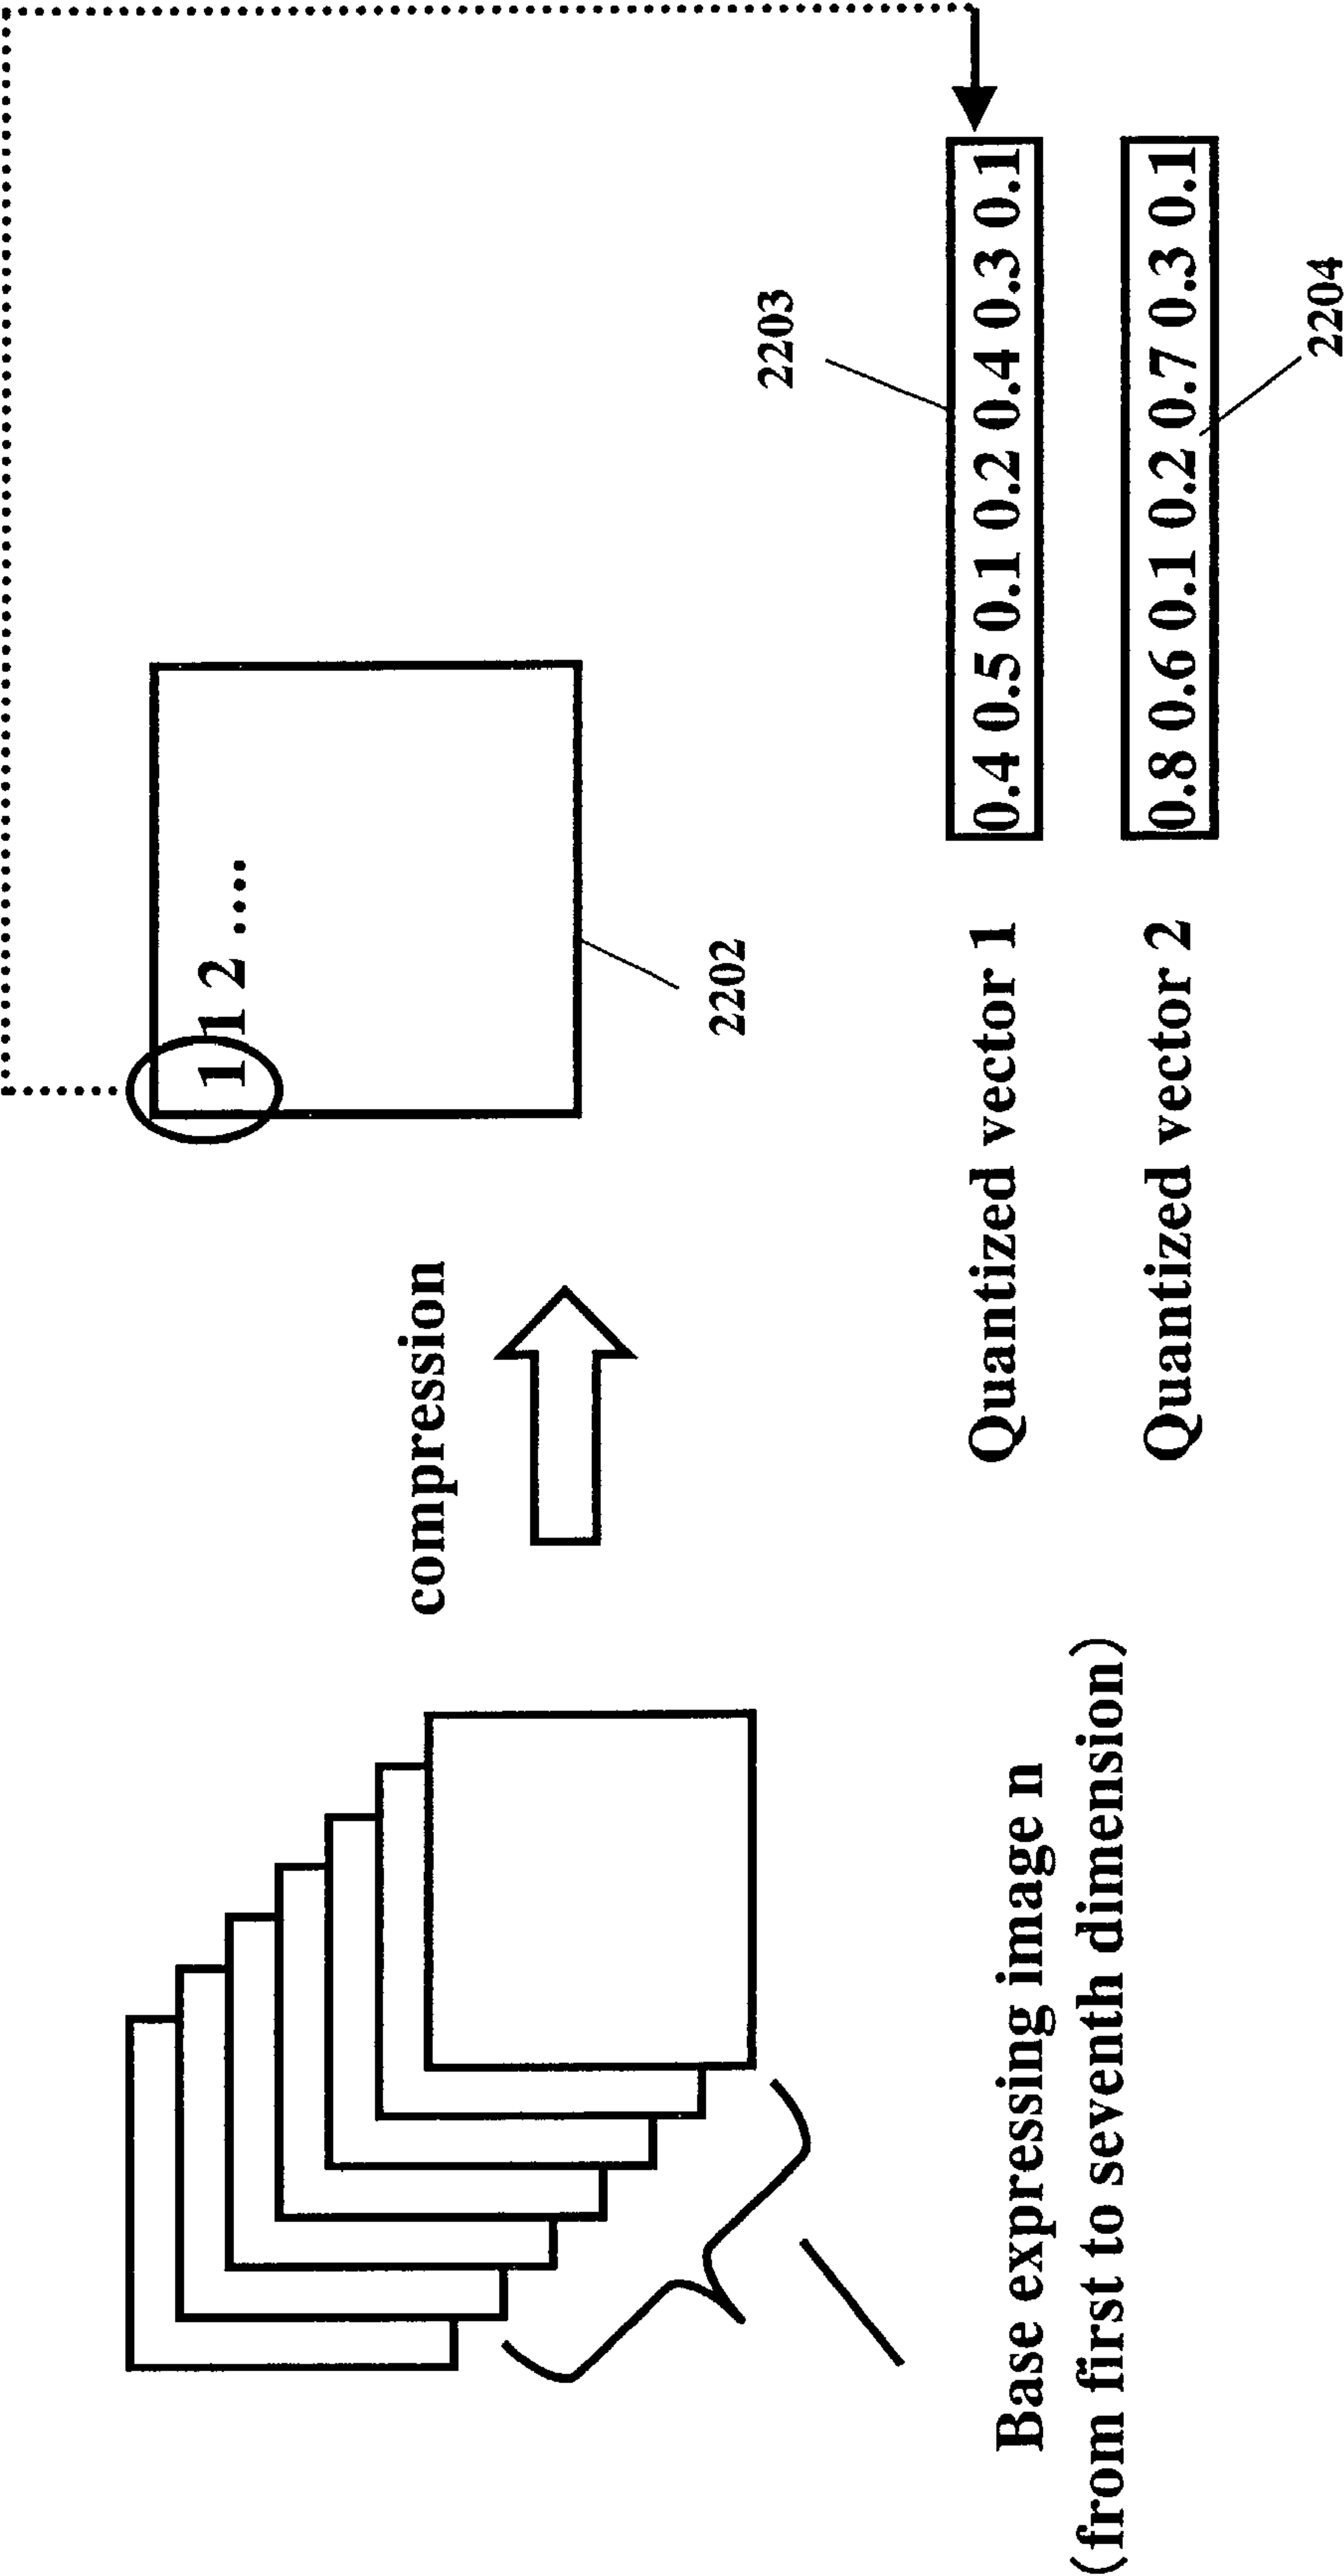 compression
1 1 2 ....
2202
2203
Quantized vector 1 0.4 0.5 0.1 0.2 0.4 0.3 0.1
Quantized vector 2 0.8 0.6 0.1 0.2 0.7 0.3 0.1
2204
Base expressing image n
(from first to seventh dimension)